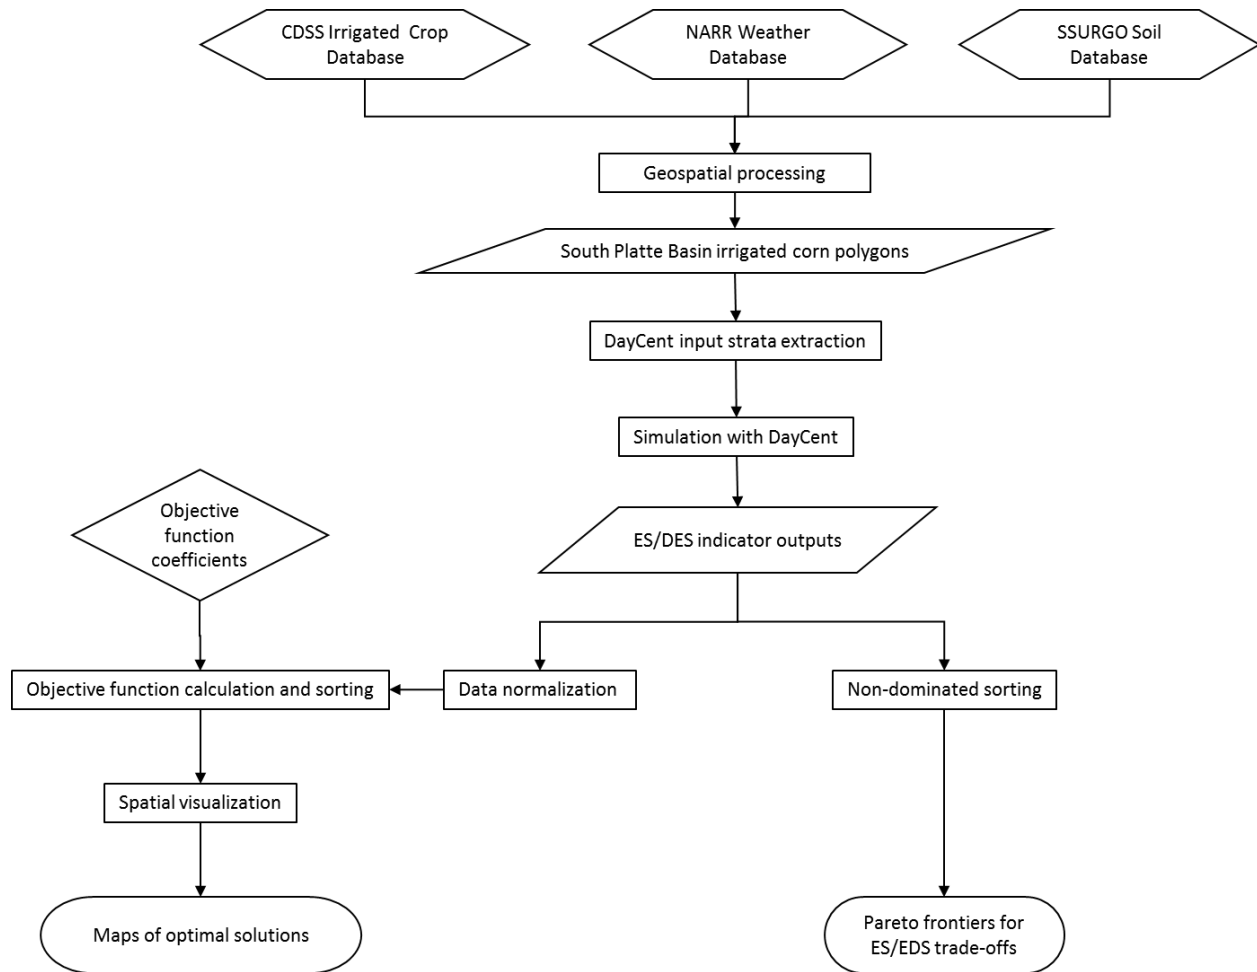 CDSS Irrigated Crop
Database
NARR Weather
Database
SSURGO Soil
Database
Geospatial processing
South Platte Basin irrigated corn polygons
DayCent input strata extraction
Simulation with DayCent
Objective
function
coefficients
ES/DES indicator outputs
Objective function calculation and sorting
Data normalization
Non-dominated sorting
Spatial visualization
Maps of optimal solutions
Pareto frontiers for
ES/EDS trade-offs